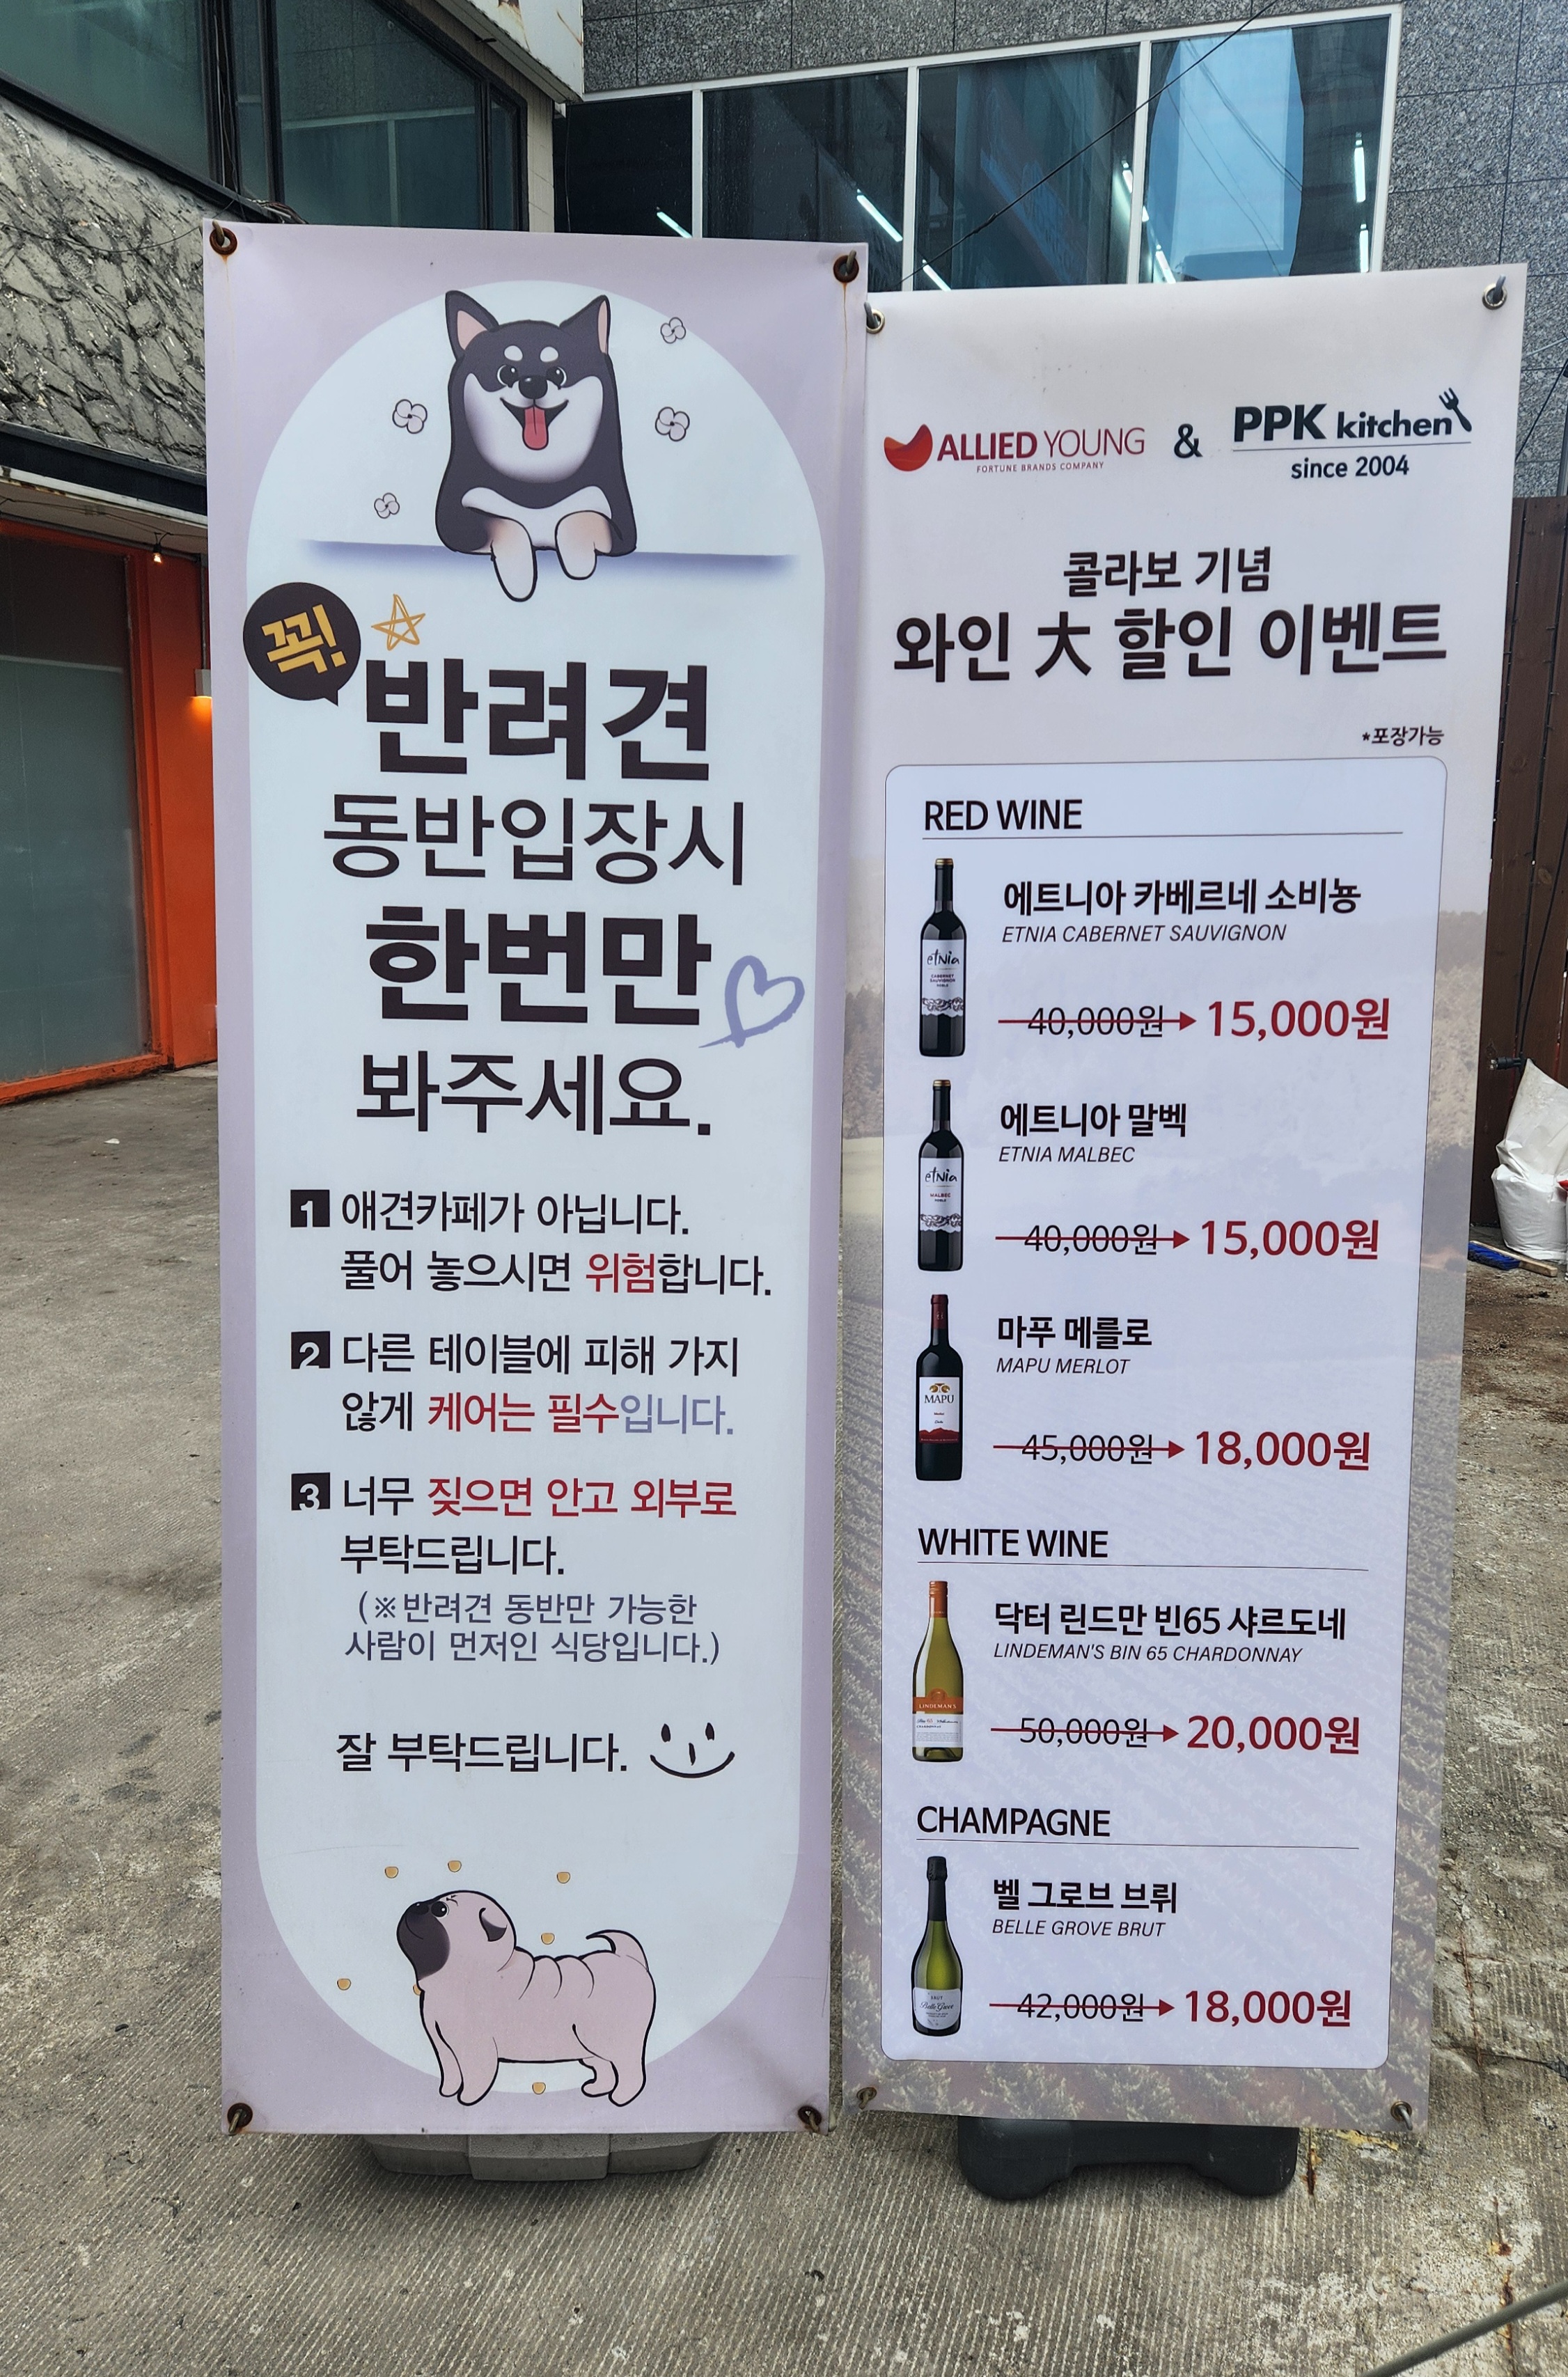 꼭!
반려견
동반입장시
한번만
봐주세요.
1 애견카페가 아닙니다.
풀어 놓으시면 위험합니다.
2 다른 테이블에 피해 가지
않게 케어는 필수입니다.
3 너무 짖으면 안고 외부로
부탁드립니다.
(※반려견 동반만 가능한
사람이 먼저인 식당입니다.)
잘 부탁드립니다.
ALLIED YOUNG & PPK kitchen
FORTUNE BRANDS COMPANY
since 2004
콜라보 기념
와인 大 할인 이벤트
*포장가능
RED WINE
에트니아 카베르네 소비뇽
ETNIA CABERNET SAUVIGNON
etNia
CABERNET
SAUVIGNON
40,000원 15,000원
에트니아 말벡
ETNIA MALBEC
etNia
MALBEC
40,000원 15,000원
마푸 메를로
MAPU MERLOT
MAPU
45,000원 18,000원
WHITE WINE
닥터 린드만 빈65 샤르도네
LINDEMAN'S BIN 65 CHARDONNAY
LINDEMAN'S
50,000원 20,000원
CHAMPAGNE
벨 그로브 브뤼
BELLE GROVE BRUT
BRUT
Belle Grove
42,000원 18,000원